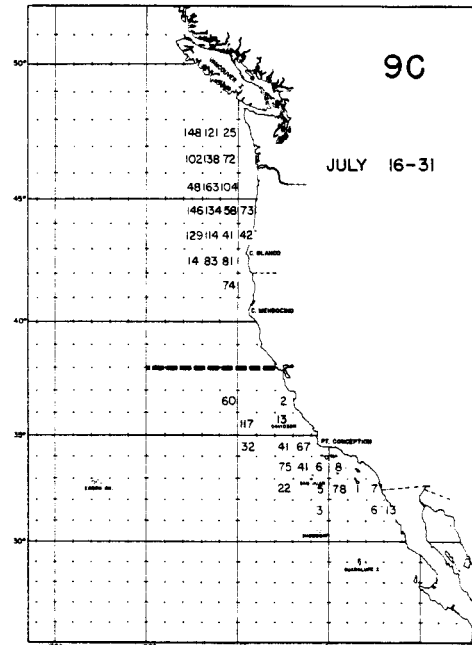 9C
50°
148 121 25
102 138 72
JULY 16-31
48 163 104
45°
146 134 58 73
129 114 41 42
C. BLANCO
14 83 81
74
C. MENDOCINO
40°
60 2
117 13
35°
PT. CONCEPTION
32 41 67
75 41 6 8
22 5 78 1 7
3 6 13
30°
GUADALUPE I.